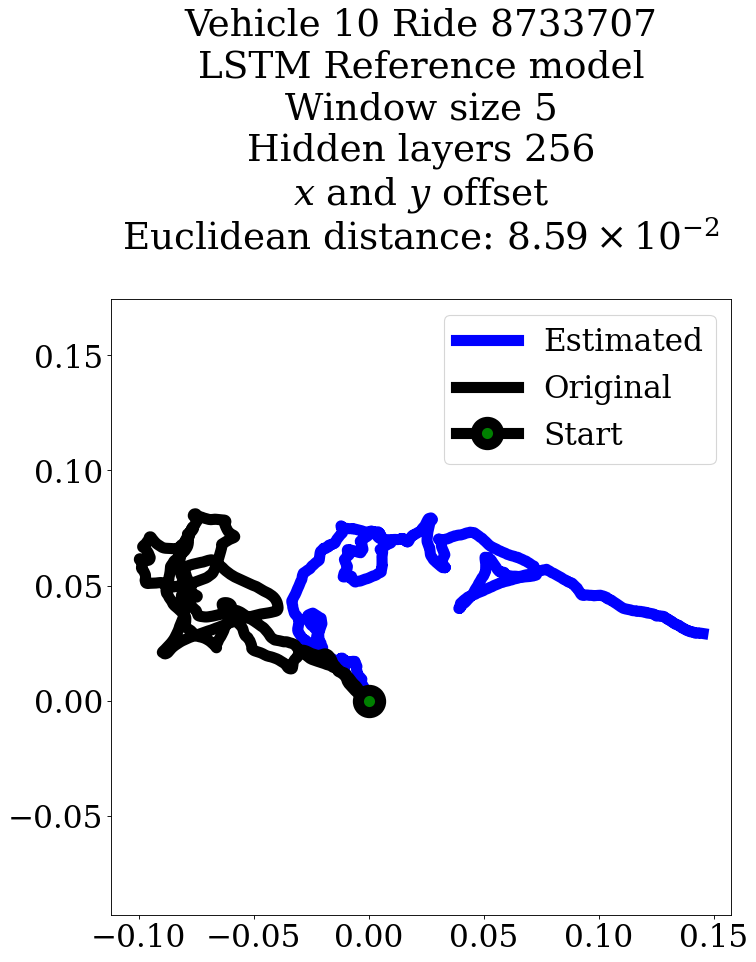 Vehicle 10 Ride 8733707
LSTM Reference model
Window size 5
Hidden layers 256
x and y offset
Euclidean distance: 8.59 × 10⁻²
Estimated
Original
Start
0.15
0.10
0.05
0.00
−0.05
−0.10 −0.05 0.00 0.05 0.10 0.15